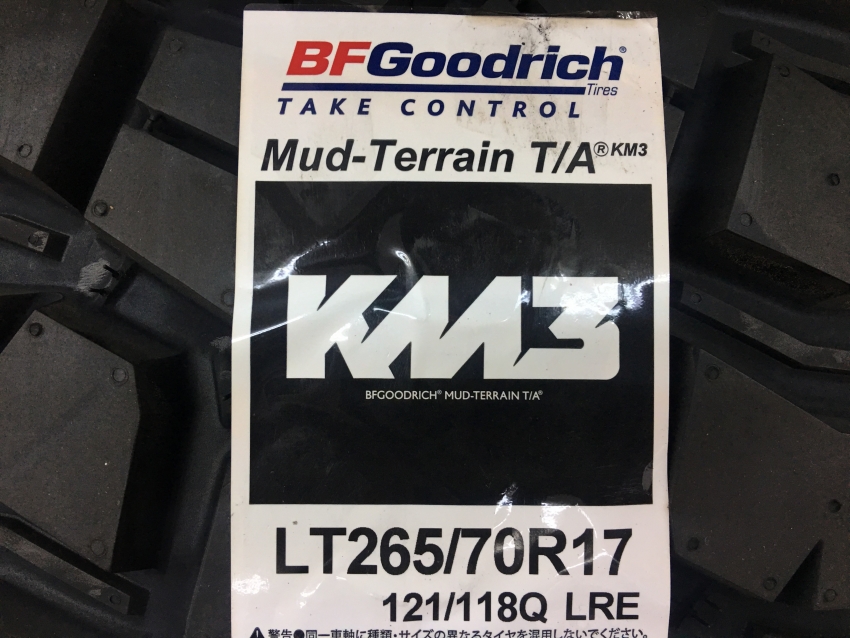 BFGoodrich®
Tires
TAKE CONTROL
Mud-Terrain T/A® KM3
KM3
BFGOODRICH® MUD-TERRAIN T/A®
LT265/70R17
121/118Q LRE
⚠警告●同一車軸に種類・サイズの異なるタイヤを混用しないでください。